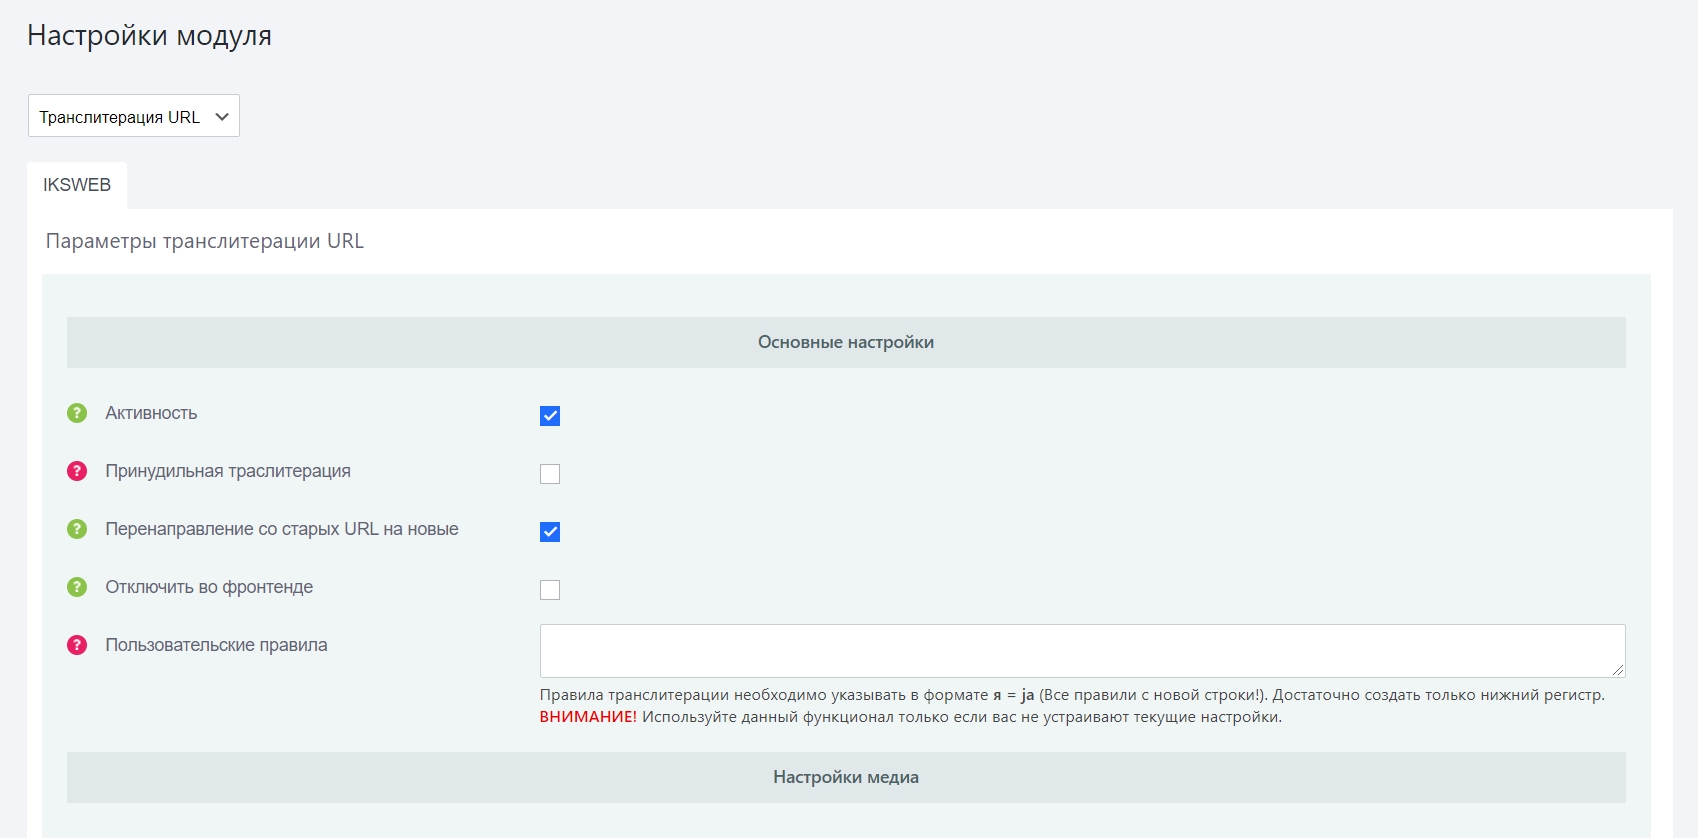 Настройки модуля
Транслитерация URL
IKSWEB
Параметры транслитерации URL
Основные настройки
? Активность
? Принудильная траслитерация
? Перенаправление со старых URL на новые
? Отключить во фронтенде
? Пользовательские правила
Правила транслитерации необходимо указывать в формате я = ja (Все правили с новой строки!). Достаточно создать только нижний регистр.
ВНИМАНИЕ! Используйте данный функционал только если вас не устраивают текущие настройки.
Настройки медиа